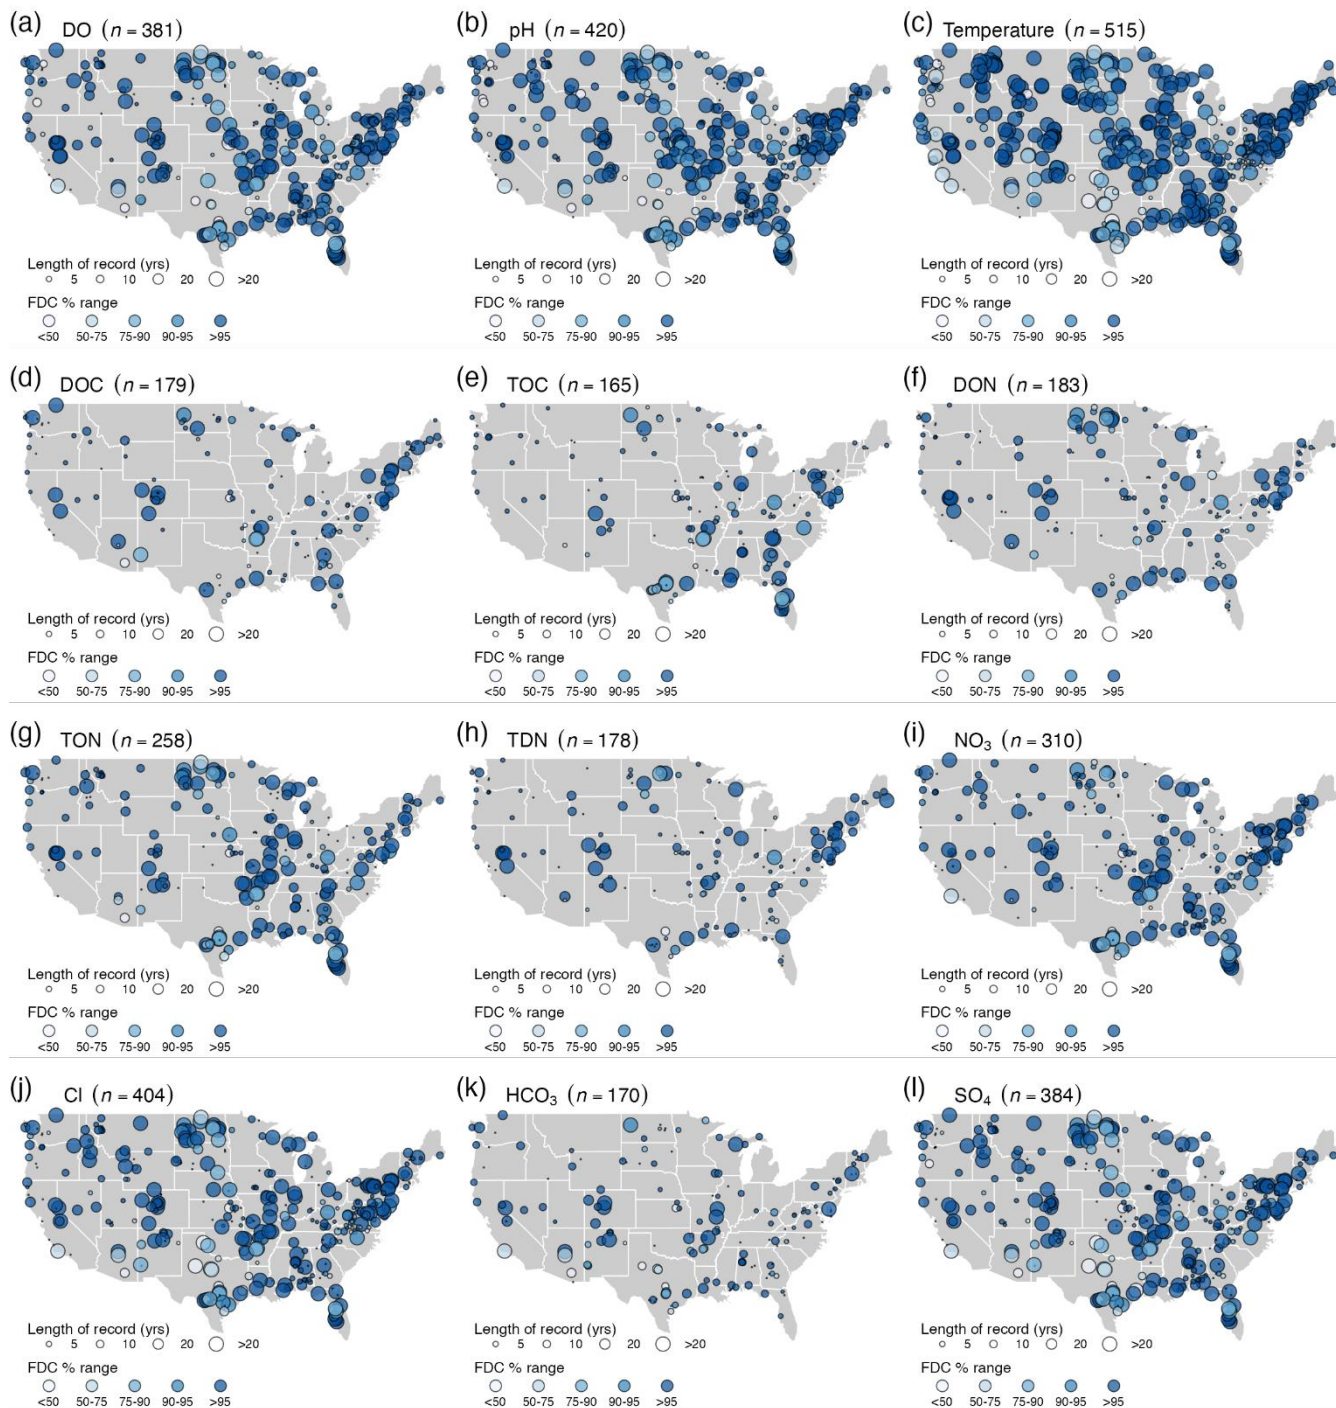 (a) DO (n = 381)
(b) pH (n = 420)
(c) Temperature (n = 515)
Length of record (yrs)
5 10 20 >20
FDC % range
<50 50-75 75-90 90-95 >95
Length of record (yrs)
5 10 20 >20
FDC % range
<50 50-75 75-90 90-95 >95
Length of record (yrs)
5 10 20 >20
FDC % range
<50 50-75 75-90 90-95 >95
(d) DOC (n = 179)
(e) TOC (n = 165)
(f) DON (n = 183)
Length of record (yrs)
5 10 20 >20
FDC % range
<50 50-75 75-90 90-95 >95
Length of record (yrs)
5 10 20 >20
FDC % range
<50 50-75 75-90 90-95 >95
Length of record (yrs)
5 10 20 >20
FDC % range
<50 50-75 75-90 90-95 >95
(g) TON (n = 258)
(h) TDN (n = 178)
(i) NO₃ (n = 310)
Length of record (yrs)
5 10 20 >20
FDC % range
<50 50-75 75-90 90-95 >95
Length of record (yrs)
5 10 20 >20
FDC % range
<50 50-75 75-90 90-95 >95
Length of record (yrs)
5 10 20 >20
FDC % range
<50 50-75 75-90 90-95 >95
(j) Cl (n = 404)
(k) HCO₃ (n = 170)
(l) SO₄ (n = 384)
Length of record (yrs)
5 10 20 >20
FDC % range
<50 50-75 75-90 90-95 >95
Length of record (yrs)
5 10 20 >20
FDC % range
<50 50-75 75-90 90-95 >95
Length of record (yrs)
5 10 20 >20
FDC % range
<50 50-75 75-90 90-95 >95